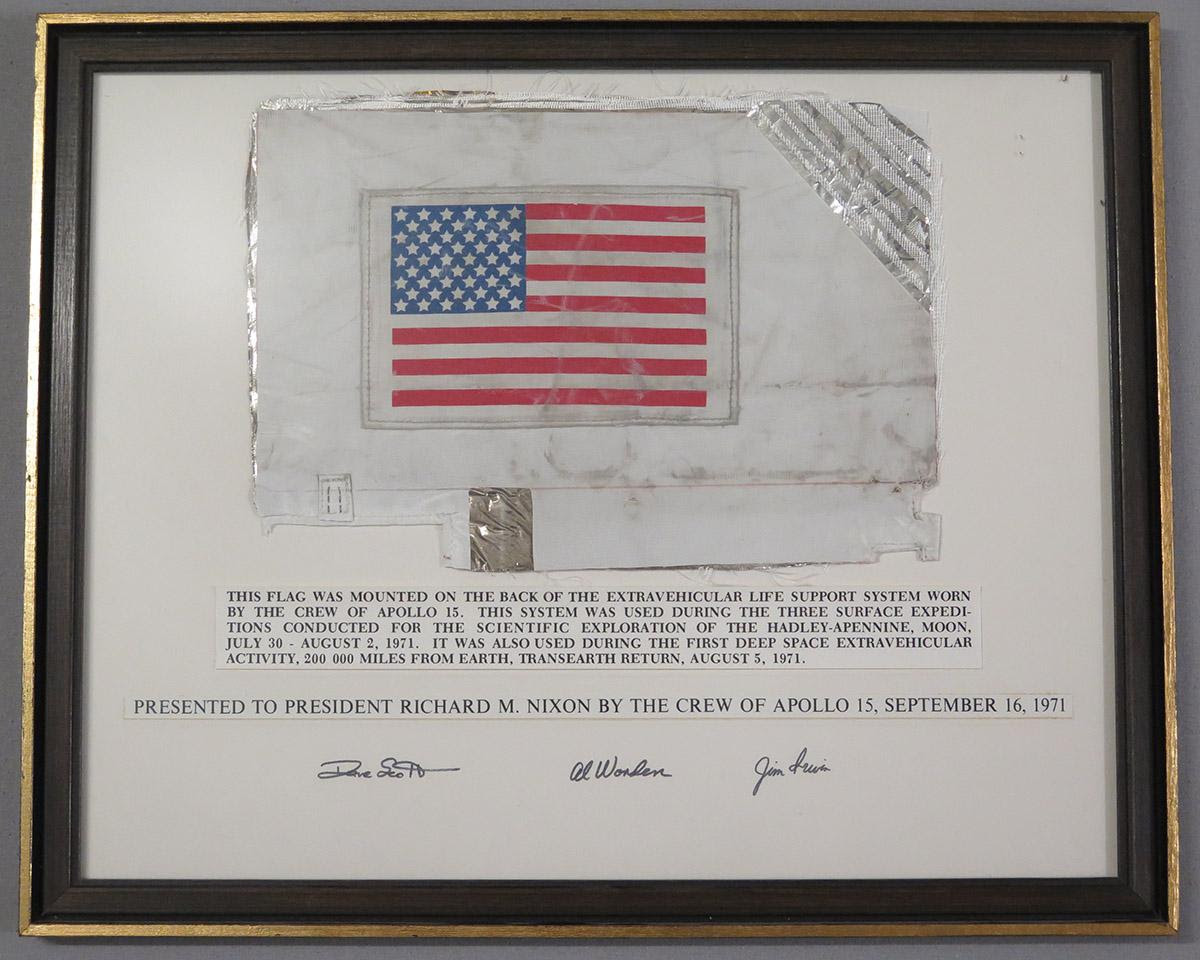 THIS FLAG WAS MOUNTED ON THE BACK OF THE EXTRAVEHICULAR LIFE SUPPORT SYSTEM WORN
BY THE CREW OF APOLLO 15. THIS SYSTEM WAS USED DURING THE THREE SURFACE EXPEDI-
TIONS CONDUCTED FOR THE SCIENTIFIC EXPLORATION OF THE HADLEY-APENNINE, MOON,
JULY 30 - AUGUST 2, 1971. IT WAS ALSO USED DURING THE FIRST DEEP SPACE EXTRAVEHICULAR
ACTIVITY, 200 000 MILES FROM EARTH, TRANSEARTH RETURN, AUGUST 5, 1971.
PRESENTED TO PRESIDENT RICHARD M. NIXON BY THE CREW OF APOLLO 15, SEPTEMBER 16, 1971
Dave Scott Al Worden Jim Irwin